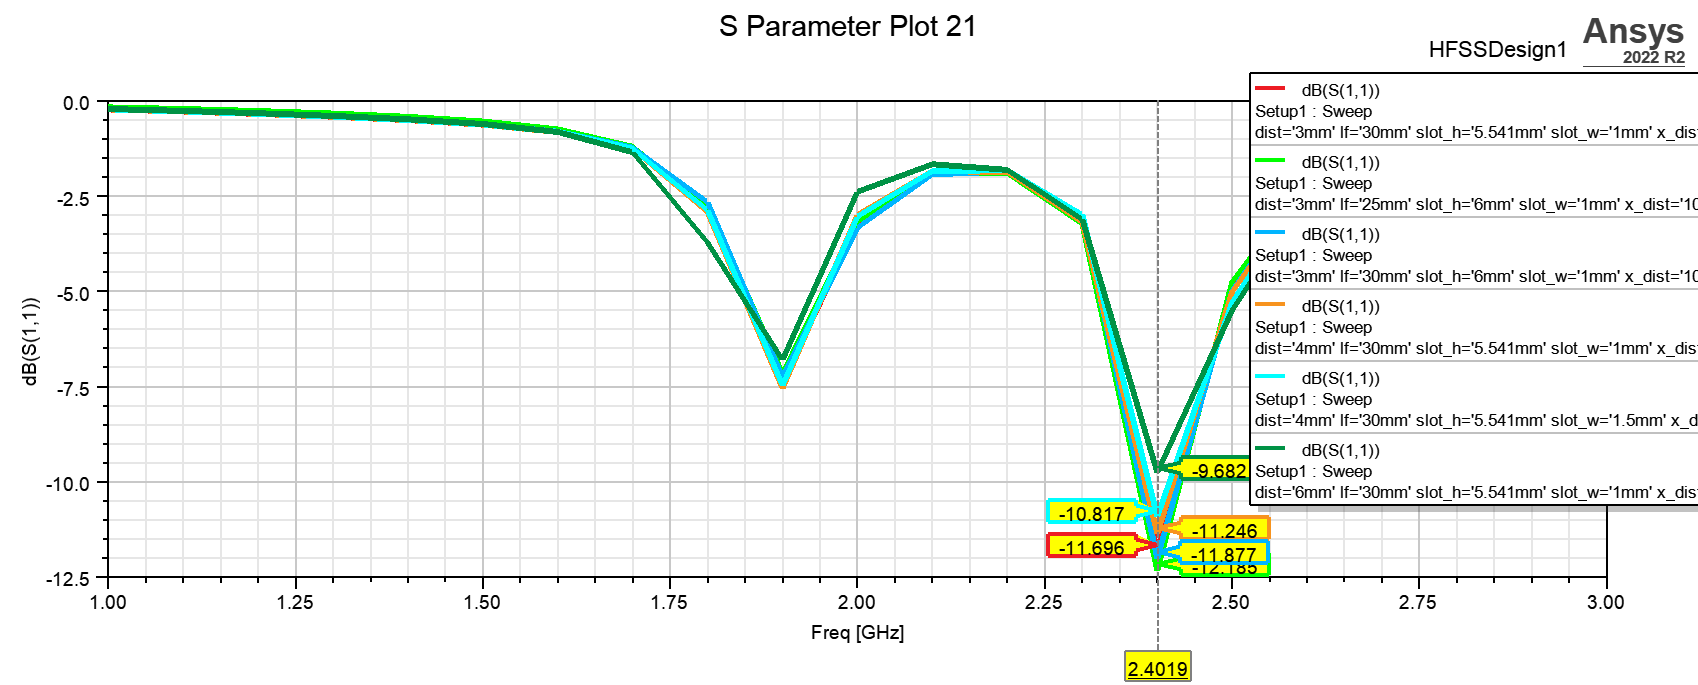 S Parameter Plot 21
HFSSDesign1
Ansys
2022 R2
dB(S(1,1))
Setup1 : Sweep
dist='3mm' lf='30mm' slot_h='5.541mm' slot_w='1mm' x_dist
dB(S(1,1))
Setup1 : Sweep
dist='3mm' lf='25mm' slot_h='6mm' slot_w='1mm' x_dist='10
dB(S(1,1))
Setup1 : Sweep
dist='3mm' lf='30mm' slot_h='6mm' slot_w='1mm' x_dist='10
dB(S(1,1))
Setup1 : Sweep
dist='4mm' lf='30mm' slot_h='5.541mm' slot_w='1mm' x_dist
dB(S(1,1))
Setup1 : Sweep
dist='4mm' lf='30mm' slot_h='5.541mm' slot_w='1.5mm' x_d
dB(S(1,1))
Setup1 : Sweep
dist='6mm' lf='30mm' slot_h='5.541mm' slot_w='1mm' x_dist
dB(S(1,1))
0.0
-2.5
-5.0
-7.5
-10.0
-12.5
-9.682
-10.817
-11.246
-11.696
-11.877
-12.185
1.00 1.25 1.50 1.75 2.00 2.25 2.50 2.75 3.00
Freq [GHz]
2.4019